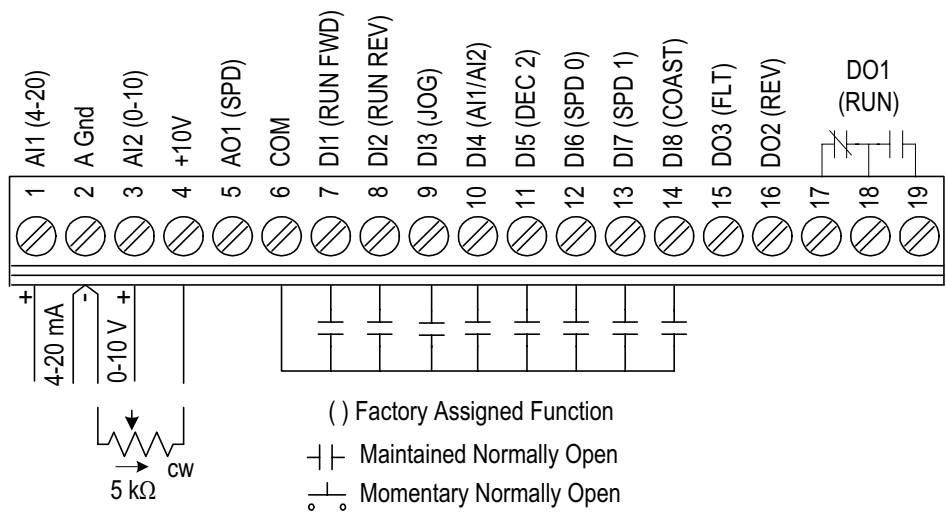 AI1 (4-20)
A Gnd
AI2 (0-10)
+10V
AO1 (SPD)
COM
DI1 (RUN FWD)
DI2 (RUN REV)
DI3 (JOG)
DI4 (AI1/AI2)
DI5 (DEC 2)
DI6 (SPD 0)
DI7 (SPD 1)
DI8 (COAST)
DO3 (FLT)
DO2 (REV)
DO1
(RUN)
1
2
3
4
5
6
7
8
9
10
11
12
13
14
15
16
17
18
19
+
-
+
4-20 mA
0-10 V
CW
5 kΩ
( ) Factory Assigned Function
Maintained Normally Open
Momentary Normally Open